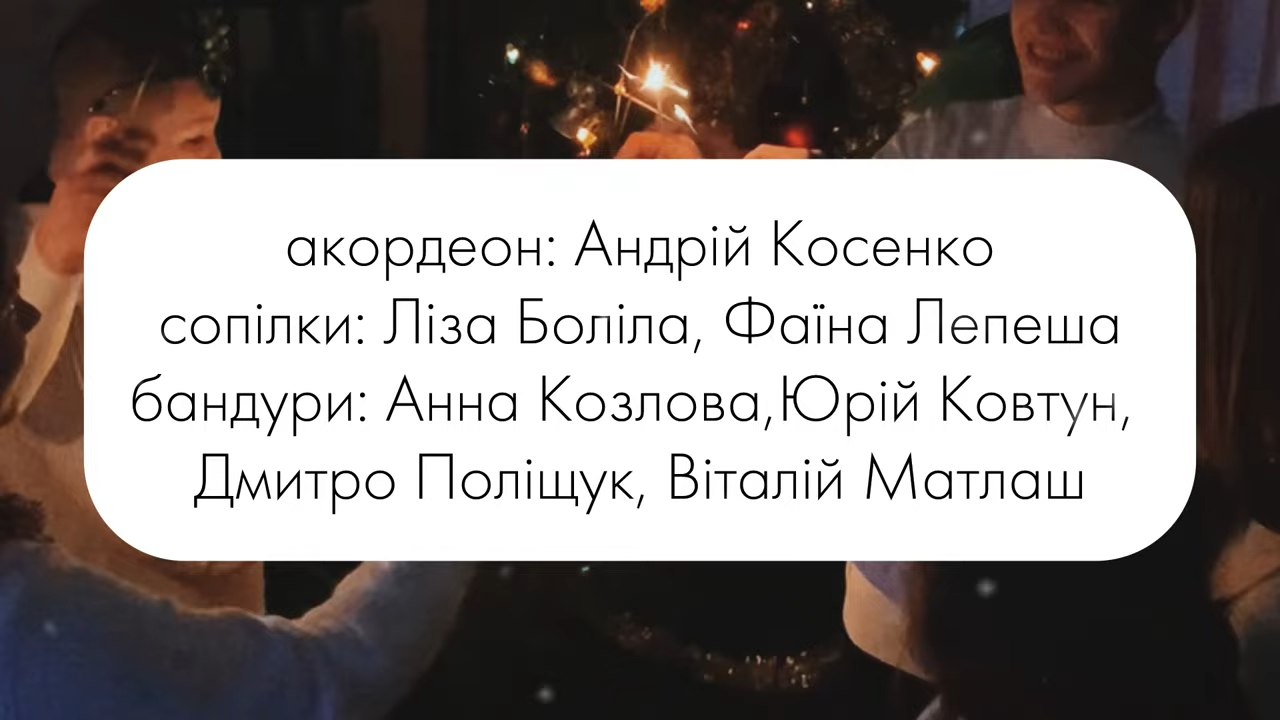 акордеон: Андрій Косенко
сопілки: Ліза Боліла, Фаїна Лепеша
бандури: Анна Козлова,Юрій Ковтун,
Дмитро Поліщук, Віталій Матлаш